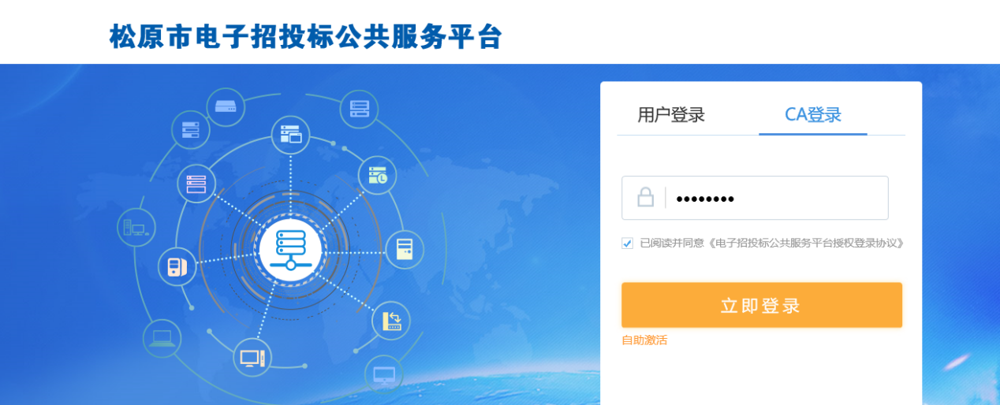 松原市电子招投标公共服务平台
用户登录 CA登录
••••••••
已阅读并同意《电子招投标公共服务平台授权登录协议》
立即登录
自助激活